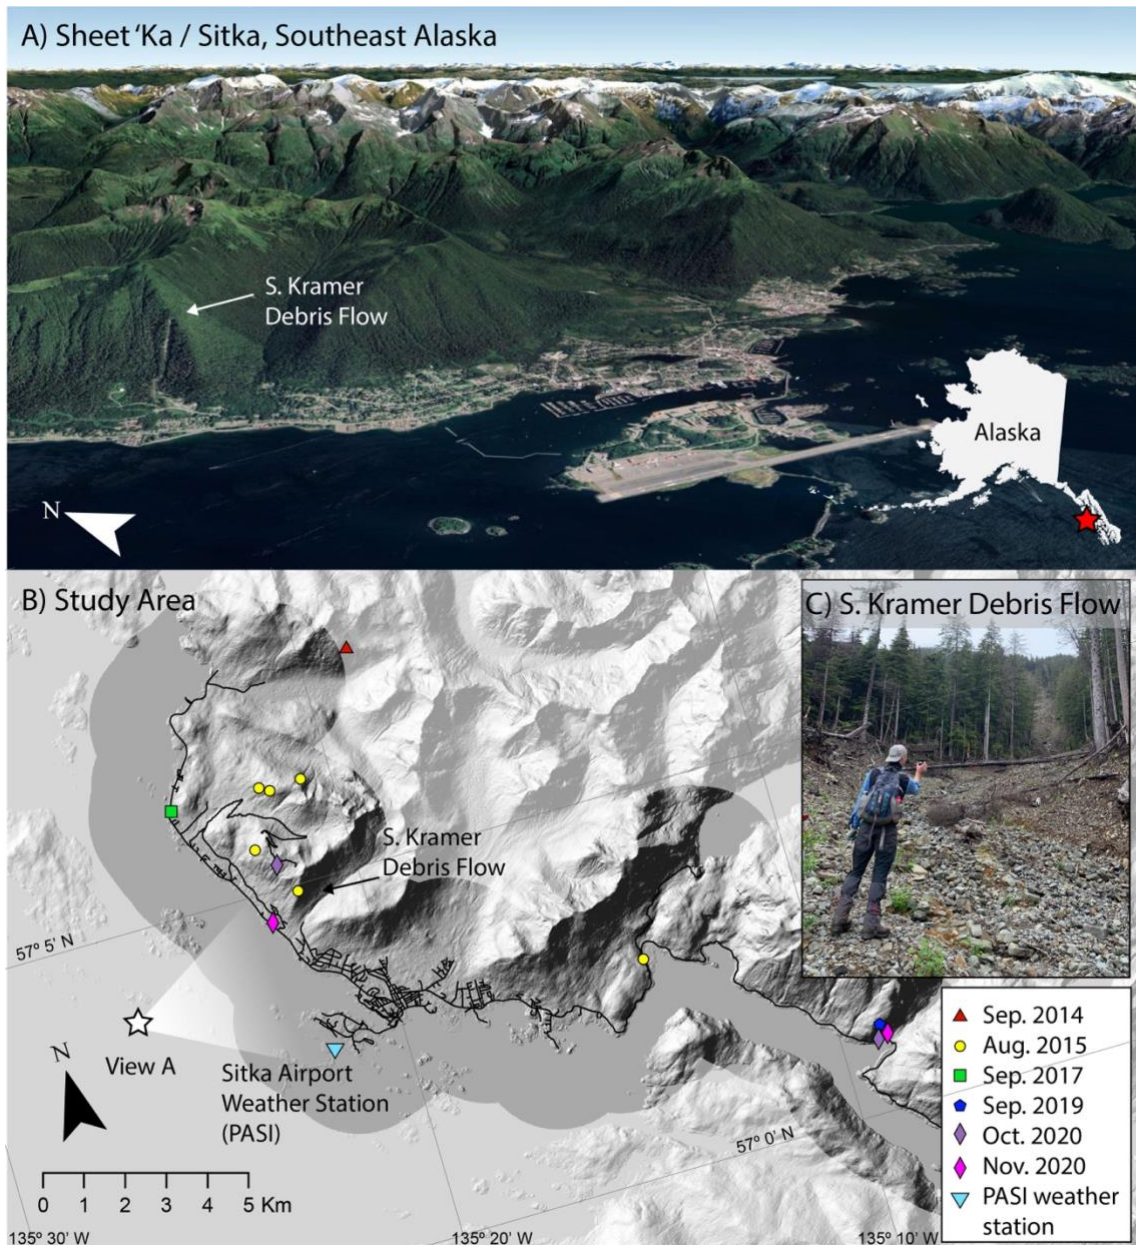 A) Sheet ‘Ka / Sitka, Southeast Alaska
S. Kramer
Debris Flow
Alaska
N
B) Study Area
C) S. Kramer Debris Flow
S. Kramer
Debris Flow
57° 5’ N
View A
N
Sitka Airport
Weather Station
(PASI)
57° 0’ N
0 1 2 3 4 5 Km
135° 30’ W
135° 20’ W
135° 10’ W
Sep. 2014
Aug. 2015
Sep. 2017
Sep. 2019
Oct. 2020
Nov. 2020
PASI weather
station